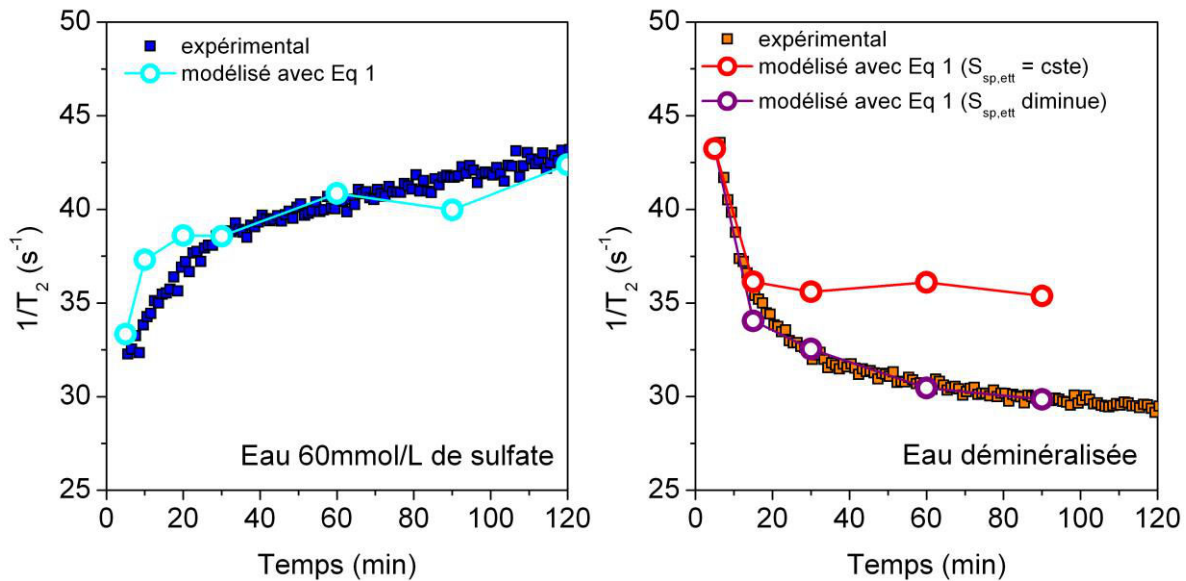 50
45
40
35
30
25
1/T₂ (s⁻¹)
expérimental
modélisé avec Eq 1
Eau 60mmol/L de sulfate
0 20 40 60 80 100 120
Temps (min)
50
45
40
35
30
25
1/T₂ (s⁻¹)
expérimental
modélisé avec Eq 1 (S_sp,ett = cste)
modélisé avec Eq 1 (S_sp,ett diminue)
Eau déminéralisée
0 20 40 60 80 100 120
Temps (min)